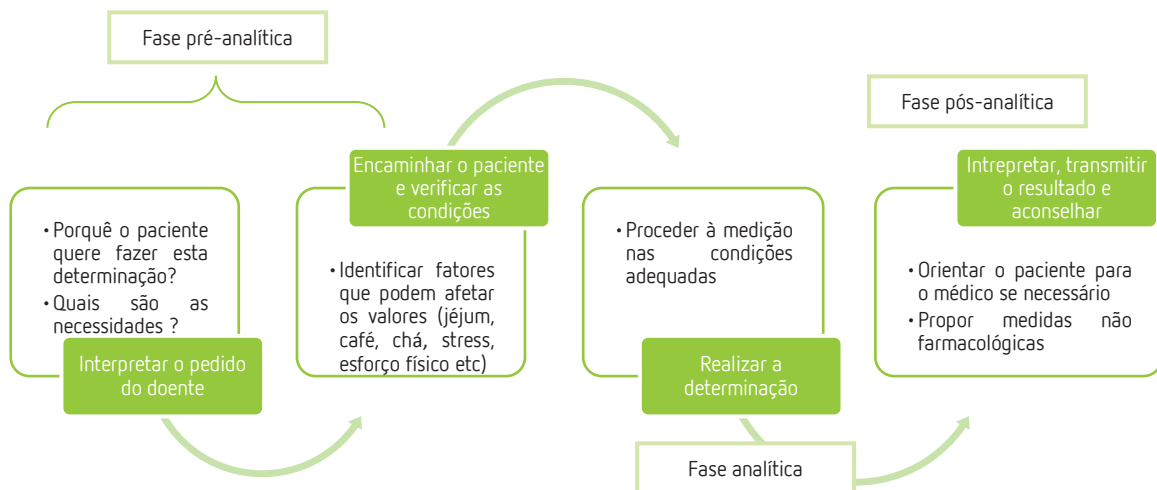 Fase pré-analítica
• Porquê o paciente
quere fazer esta
determinação?
• Quais são as
necessidades ?
Interpretar o pedido
do doente
Encaminhar o paciente
e verificar as
condições
• Identificar fatores
que podem afetar
os valores (jéjum,
café, chá, stress,
esforço físico etc)
• Proceder à medição
nas condições
adequadas
Realizar a
determinação
Fase analítica
Fase pós-analítica
Intrepretar, transmitir
o resultado e
aconselhar
• Orientar o paciente para
o médico se necessário
• Propor medidas não
farmacológicas